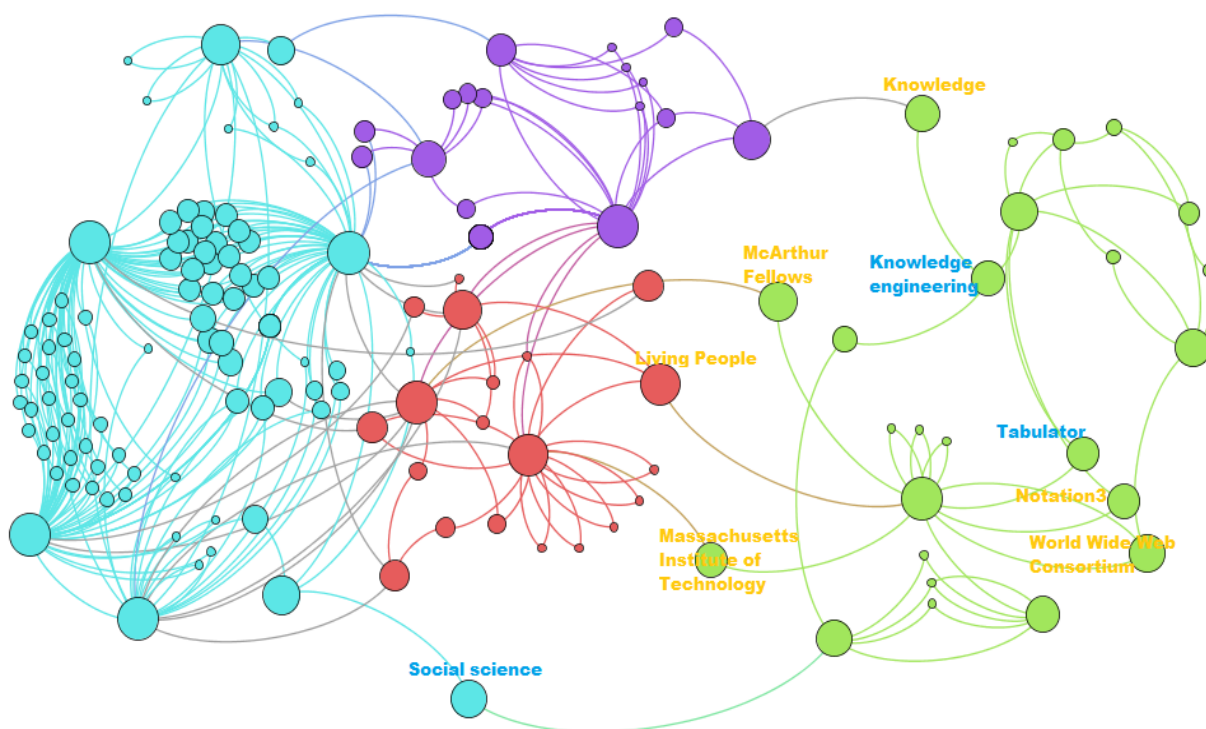 Knowledge
McArthur
Fellows
Knowledge
engineering
Living People
Tabulator
Notation3
Massachusetts
Institute of
Technology
World Wide Web
Consortium
Social science